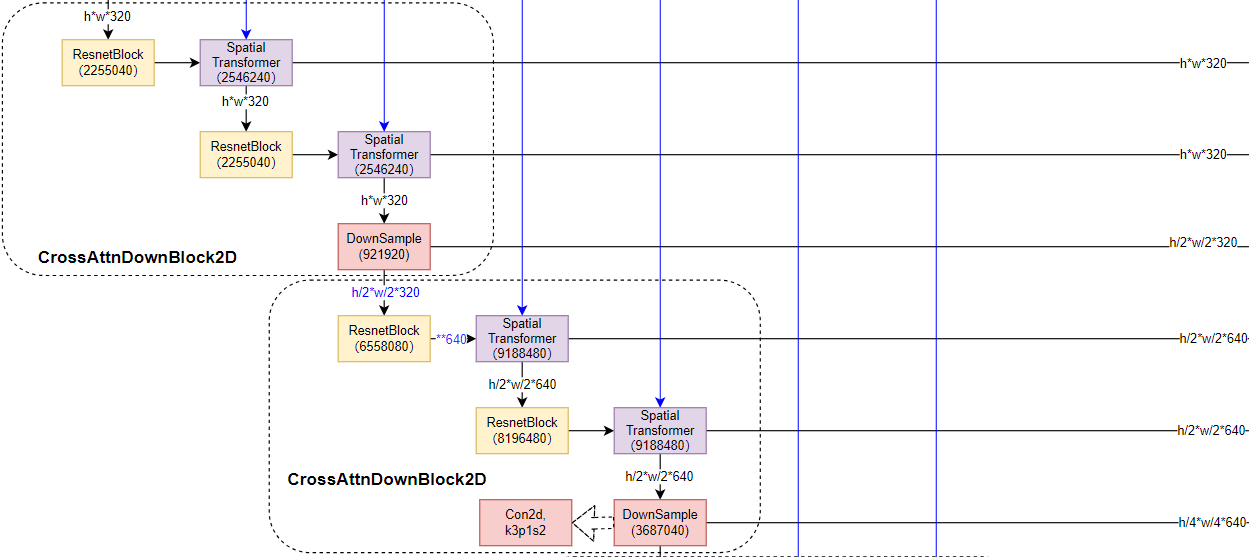 h*w*320
ResnetBlock
(2255040)
Spatial
Transformer
(2546240)
h*w*320
h*w*320
ResnetBlock
(2255040)
Spatial
Transformer
(2546240)
h*w*320
h*w*320
DownSample
(921920)
h/2*w/2*320
CrossAttnDownBlock2D
h/2*w/2*320
ResnetBlock
(6558080)
**640
Spatial
Transformer
(9188480)
h/2*w/2*640
h/2*w/2*640
ResnetBlock
(8196480)
Spatial
Transformer
(9188480)
h/2*w/2*640
h/2*w/2*640
CrossAttnDownBlock2D
Con2d,
k3p1s2
DownSample
(3687040)
h/4*w/4*640